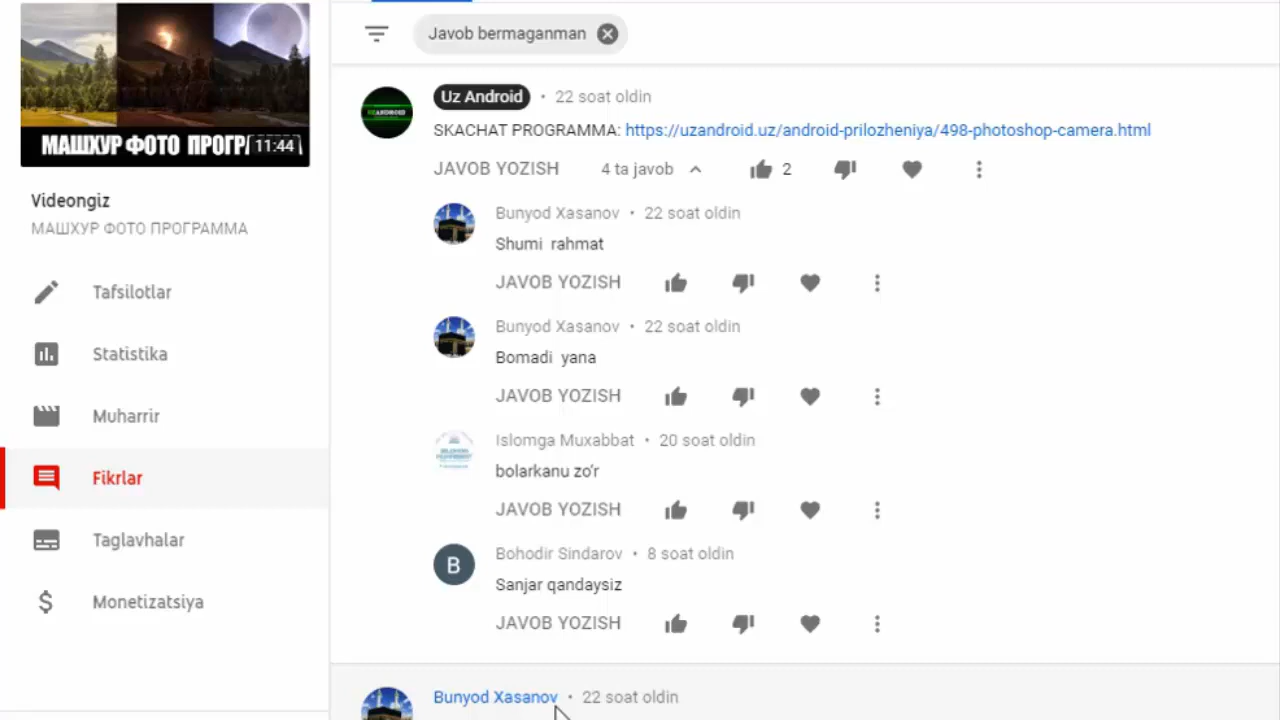 Javob bermaganman
Uz Android • 22 soat oldin
UZANDROID
SKACHAT PROGRAMMA: https://uzandroid.uz/android-prilozheniya/498-photoshop-camera.html
МАШХУР ФОТО ПРОГР
11:44
JAVOB YOZISH 4 ta javob 2
Videongiz
МАШХУР ФОТО ПРОГРАММА
Tafsilotlar
Statistika
Muharrir
Fikrlar
Taglavhalar
Monetizatsiya
Bunyod Xasanov • 22 soat oldin
Shumi rahmat
JAVOB YOZISH
Bunyod Xasanov • 22 soat oldin
Bomadi yana
JAVOB YOZISH
Islomga Muxabbat • 20 soat oldin
bolarkanu zo‘r
JAVOB YOZISH
B
Bohodir Sindarov • 8 soat oldin
Sanjar qandaysiz
JAVOB YOZISH
Bunyod Xasanov • 22 soat oldin